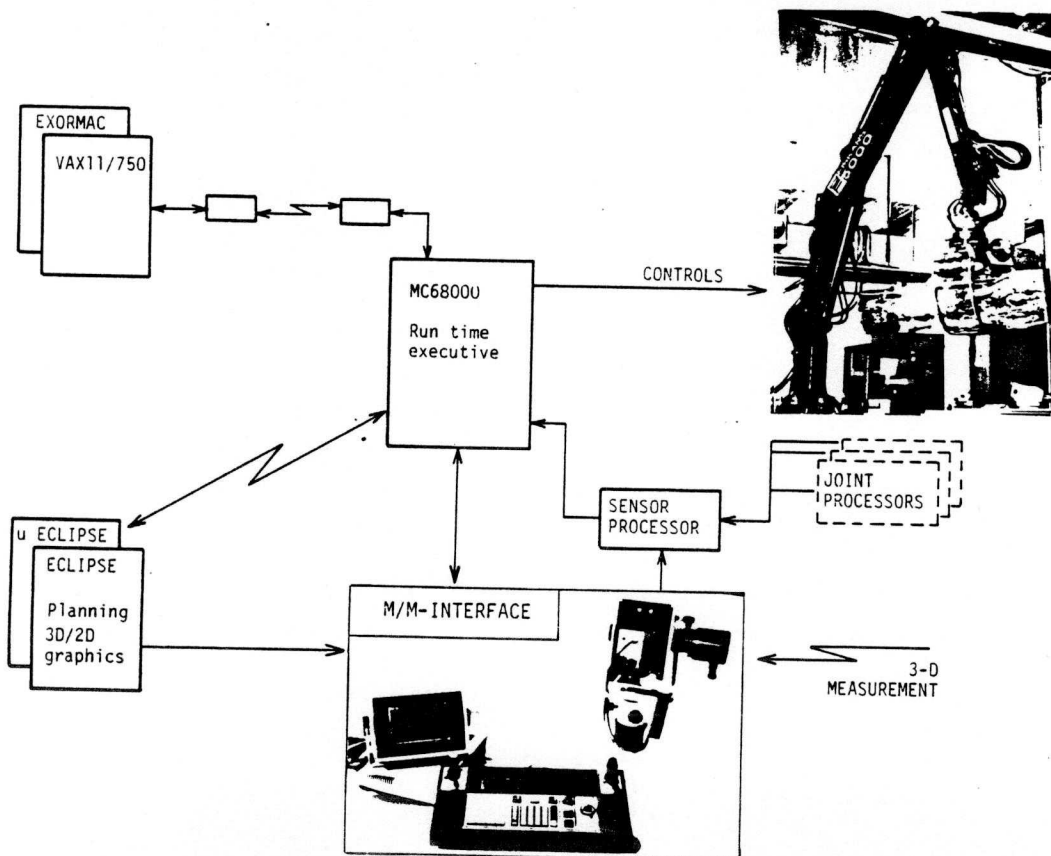 EXORMAC
VAX11/750
MC68000
Run time
executive
CONTROLS
JOINT
PROCESSORS
SENSOR
PROCESSOR
u ECLIPSE
ECLIPSE
Planning
3D/2D
graphics
M/M-INTERFACE
3-D
MEASUREMENT